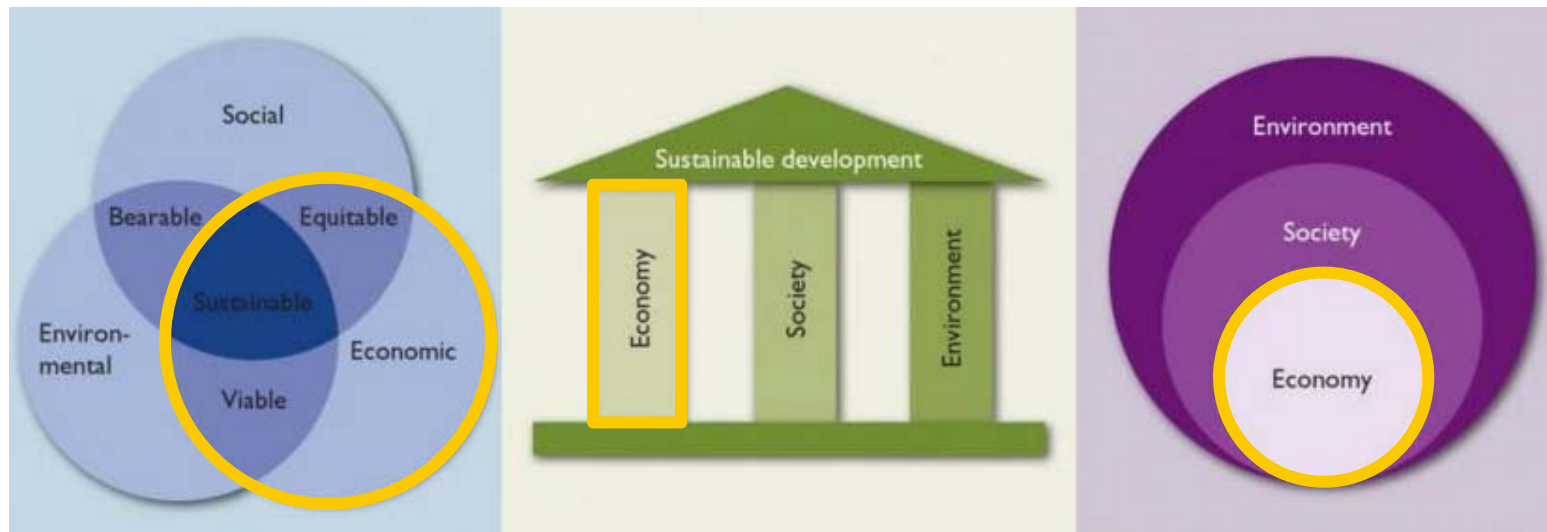 Social
Bearable
Equitable
Sustainable
Environ-
mental
Economic
Viable
Sustainable development
Economy
Society
Environment
Environment
Society
Economy